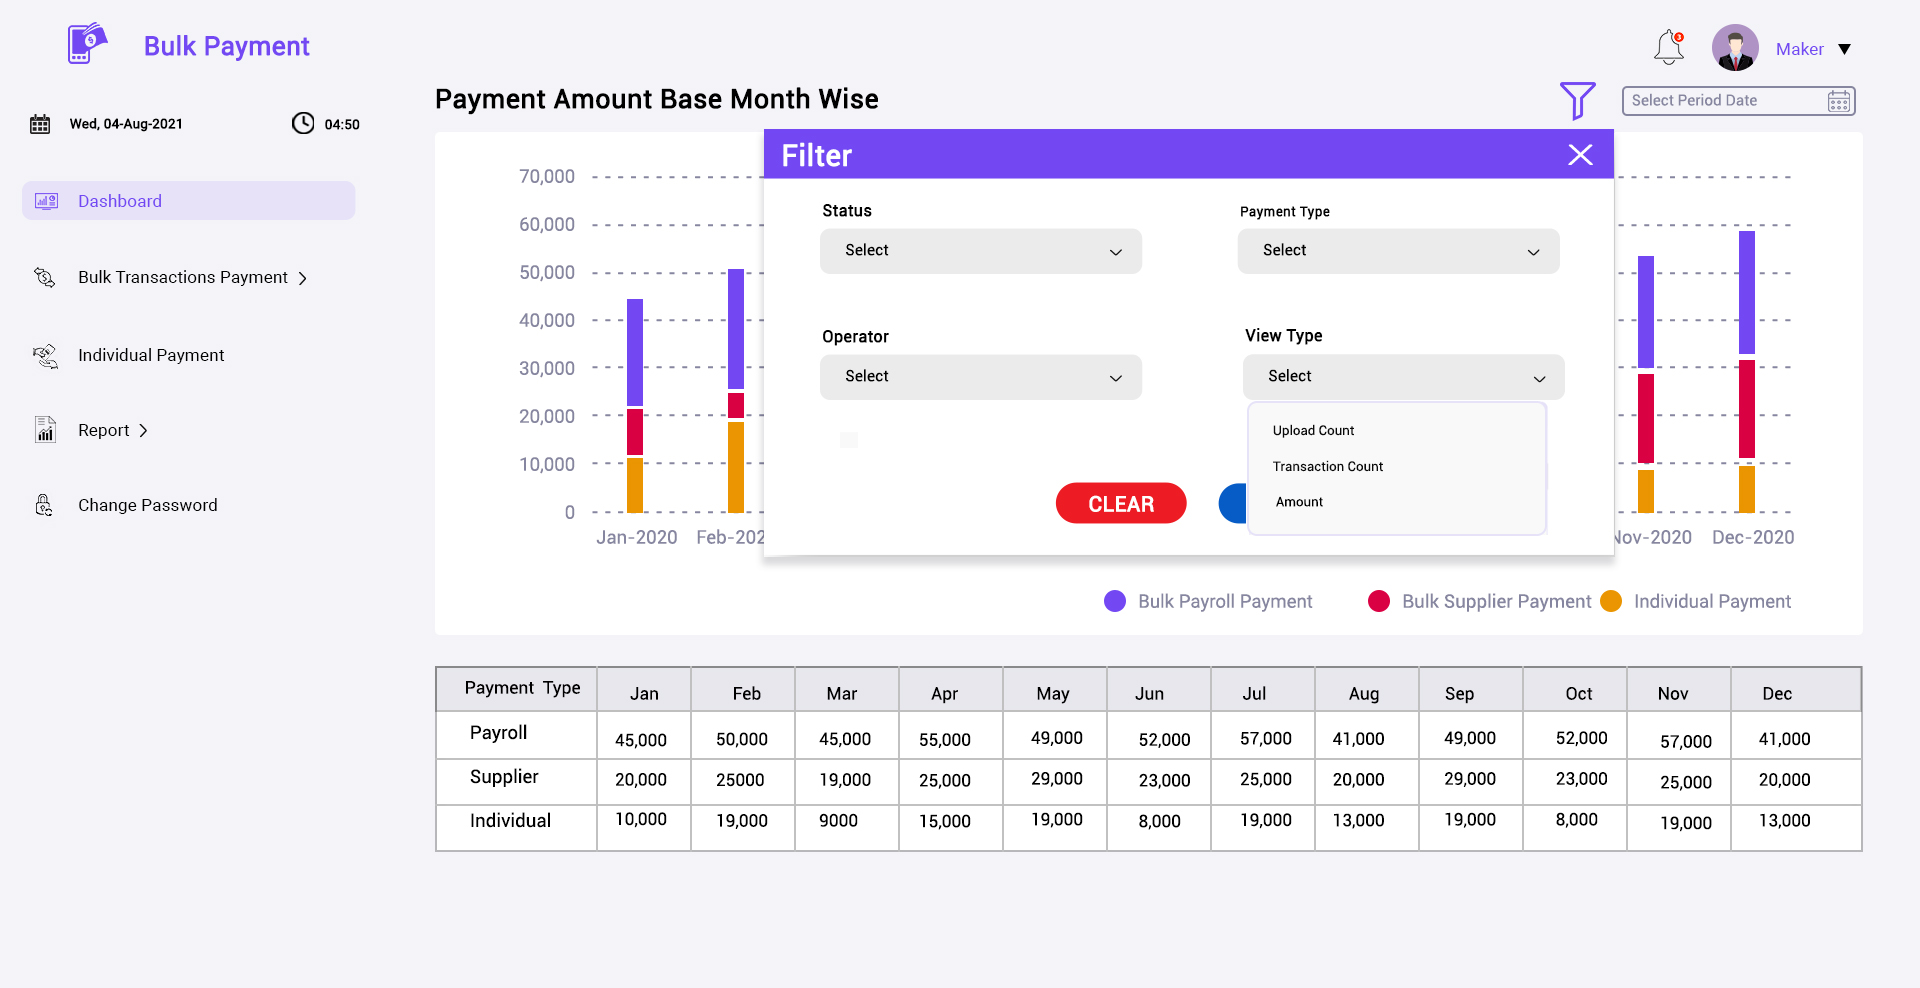 Bulk Payment
3
Maker
Payment Amount Base Month Wise
Select Period Date
Wed, 04-Aug-2021
04:50
Dashboard
Bulk Transactions Payment
Individual Payment
Report
Change Password
70,000
60,000
50,000
40,000
30,000
20,000
10,000
0
Jan-2020 Feb-202
Nov-2020 Dec-2020
Filter
Status
Payment Type
Select
Select
Operator
View Type
Select
Select
Upload Count
Transaction Count
Amount
CLEAR
Bulk Payroll Payment Bulk Supplier Payment Individual Payment
Payment Type Jan Feb Mar Apr May Jun Jul Aug Sep Oct Nov Dec
Payroll 45,000 50,000 45,000 55,000 49,000 52,000 57,000 41,000 49,000 52,000 57,000 41,000
Supplier 20,000 25000 19,000 25,000 29,000 23,000 25,000 20,000 29,000 23,000 25,000 20,000
Individual 10,000 19,000 9000 15,000 19,000 8,000 19,000 13,000 19,000 8,000 19,000 13,000